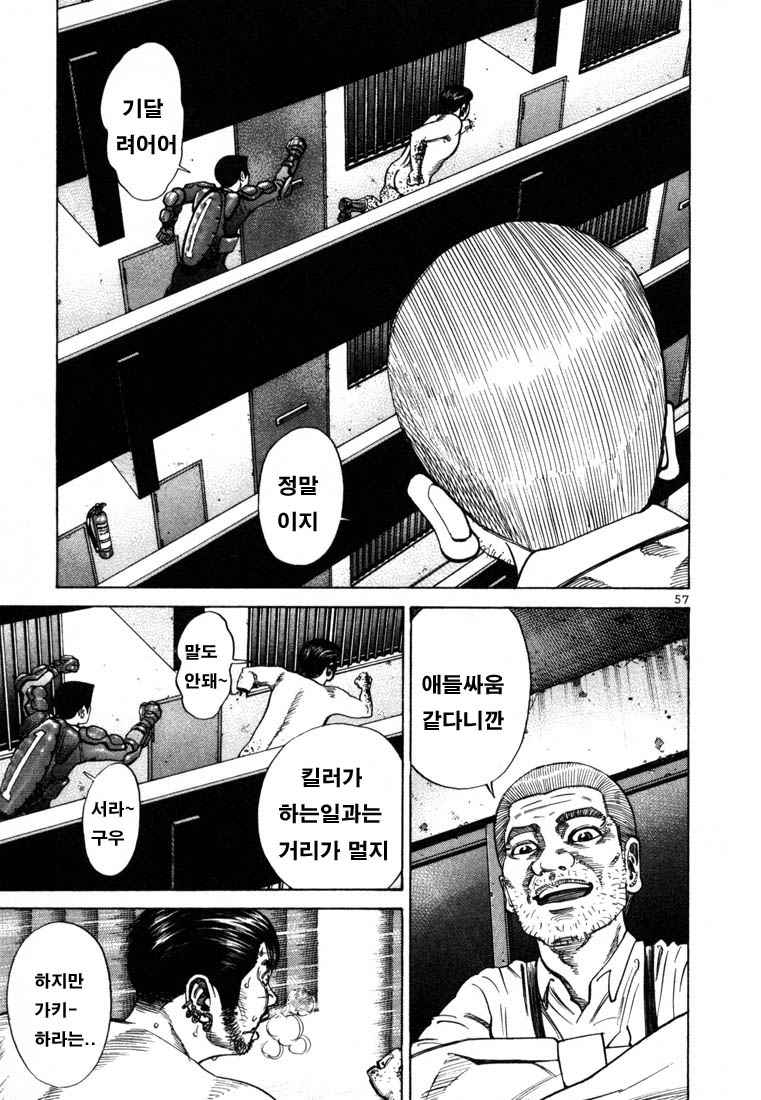 기달
려어어
정말
이지
57
애들싸움
같다니깐
말도
안돼~
서라~
구우
킬러가
하는일과는
거리가 멀지
하지만
가키-
하라는..